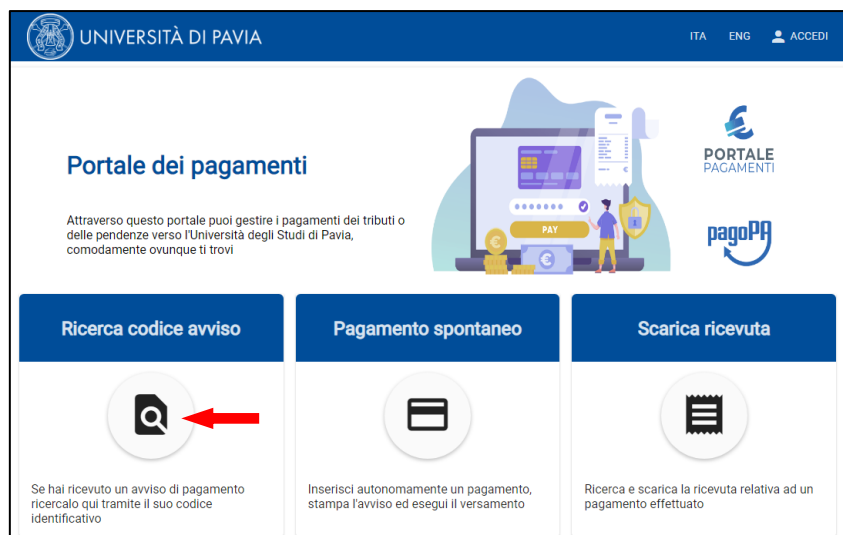 UNIVERSITÀ DI PAVIA
ITA ENG ACCEDI
Portale dei pagamenti
Attraverso questo portale puoi gestire i pagamenti dei tributi o
delle pendenze verso l'Università degli Studi di Pavia,
comodamente ovunque ti trovi
PAY
PORTALE
PAGAMENTI
pagoPA
Ricerca codice avviso
Se hai ricevuto un avviso di pagamento
ricercalo qui tramite il suo codice
identificativo
Pagamento spontaneo
Inserisci autonomamente un pagamento,
stampa l'avviso ed esegui il versamento
Scarica ricevuta
Ricerca e scarica la ricevuta relativa ad un
pagamento effettuato